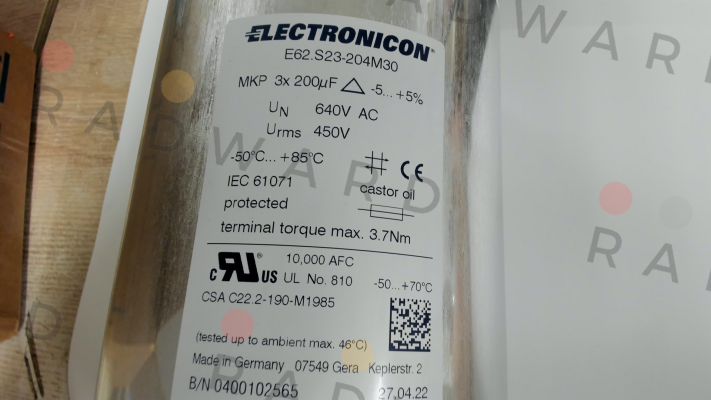 ELECTRONICON
E62.S23-204M30
MKP 3x 200µF △ -5...+5%
UN 640V AC
Urms 450V
-50°C...+85°C
IEC 61071
castor oil
protected
terminal torque max. 3.7Nm
c RU ® US
10,000 AFC
UL No. 810 -50...+70°C
CSA C22.2-190-M1985
(tested up to ambient max. 46°C)
Made in Germany 07549 Gera Keplerstr. 2
B/N 0400102565 27.04.22
RADWARD
RADWARD